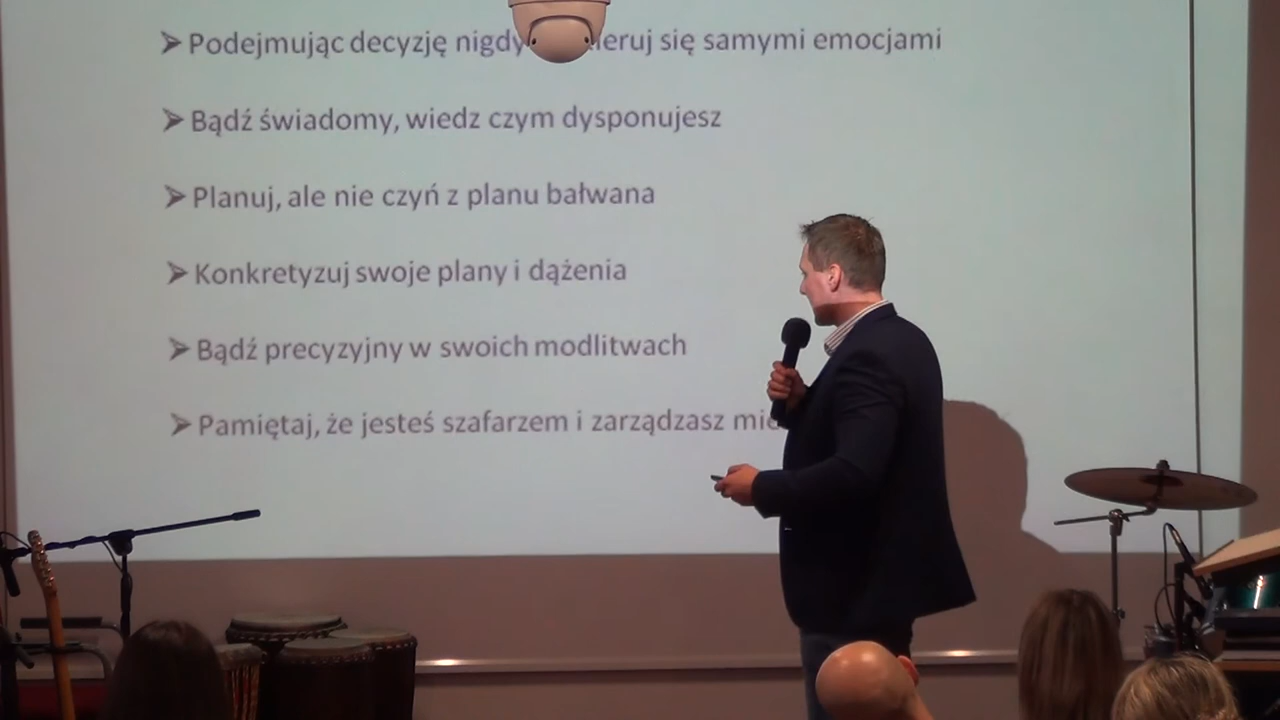 Podejmując decyzję nigdy się samymi emocjami
Bądź świadomy, wiedz czym dysponujesz
Planuj, ale nie czyń z planu bałwana
Konkretyzuj swoje plany i dążenia
Bądź precyzyjny w swoich modlitwach
Pamiętaj, że jesteś szafarzem i zarządzasz